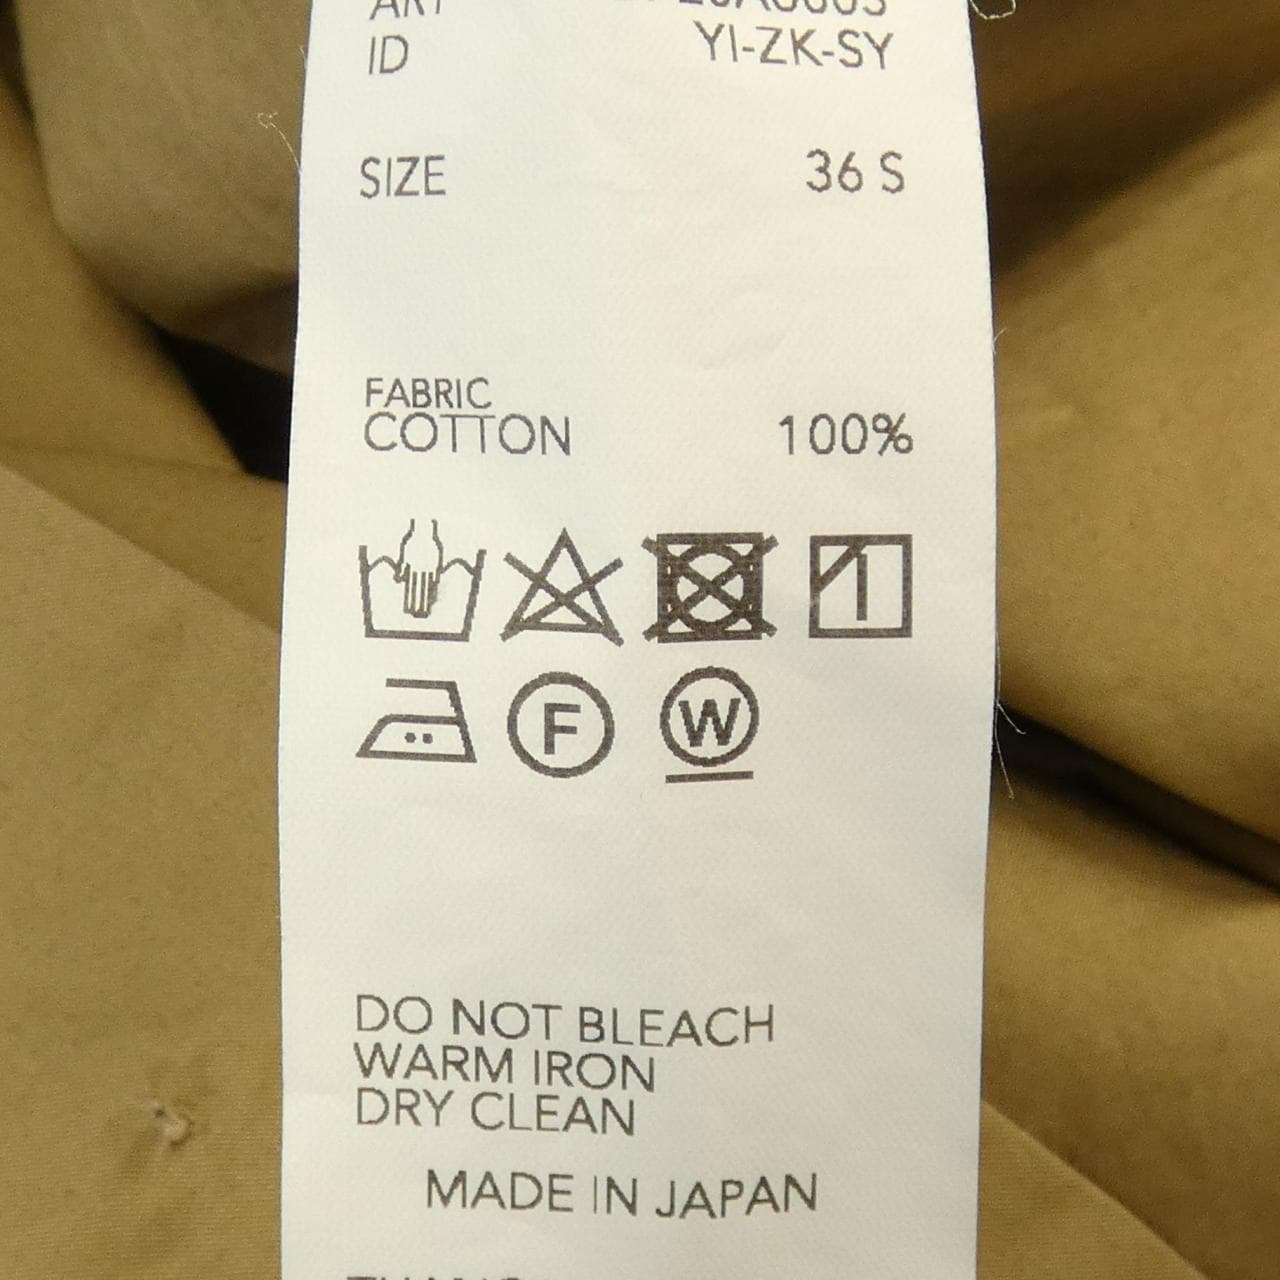 ID YI-ZK-SY
SIZE 36 S
FABRIC
COTTON 100%
F W
DO NOT BLEACH
WARM IRON
DRY CLEAN
MADE IN JAPAN